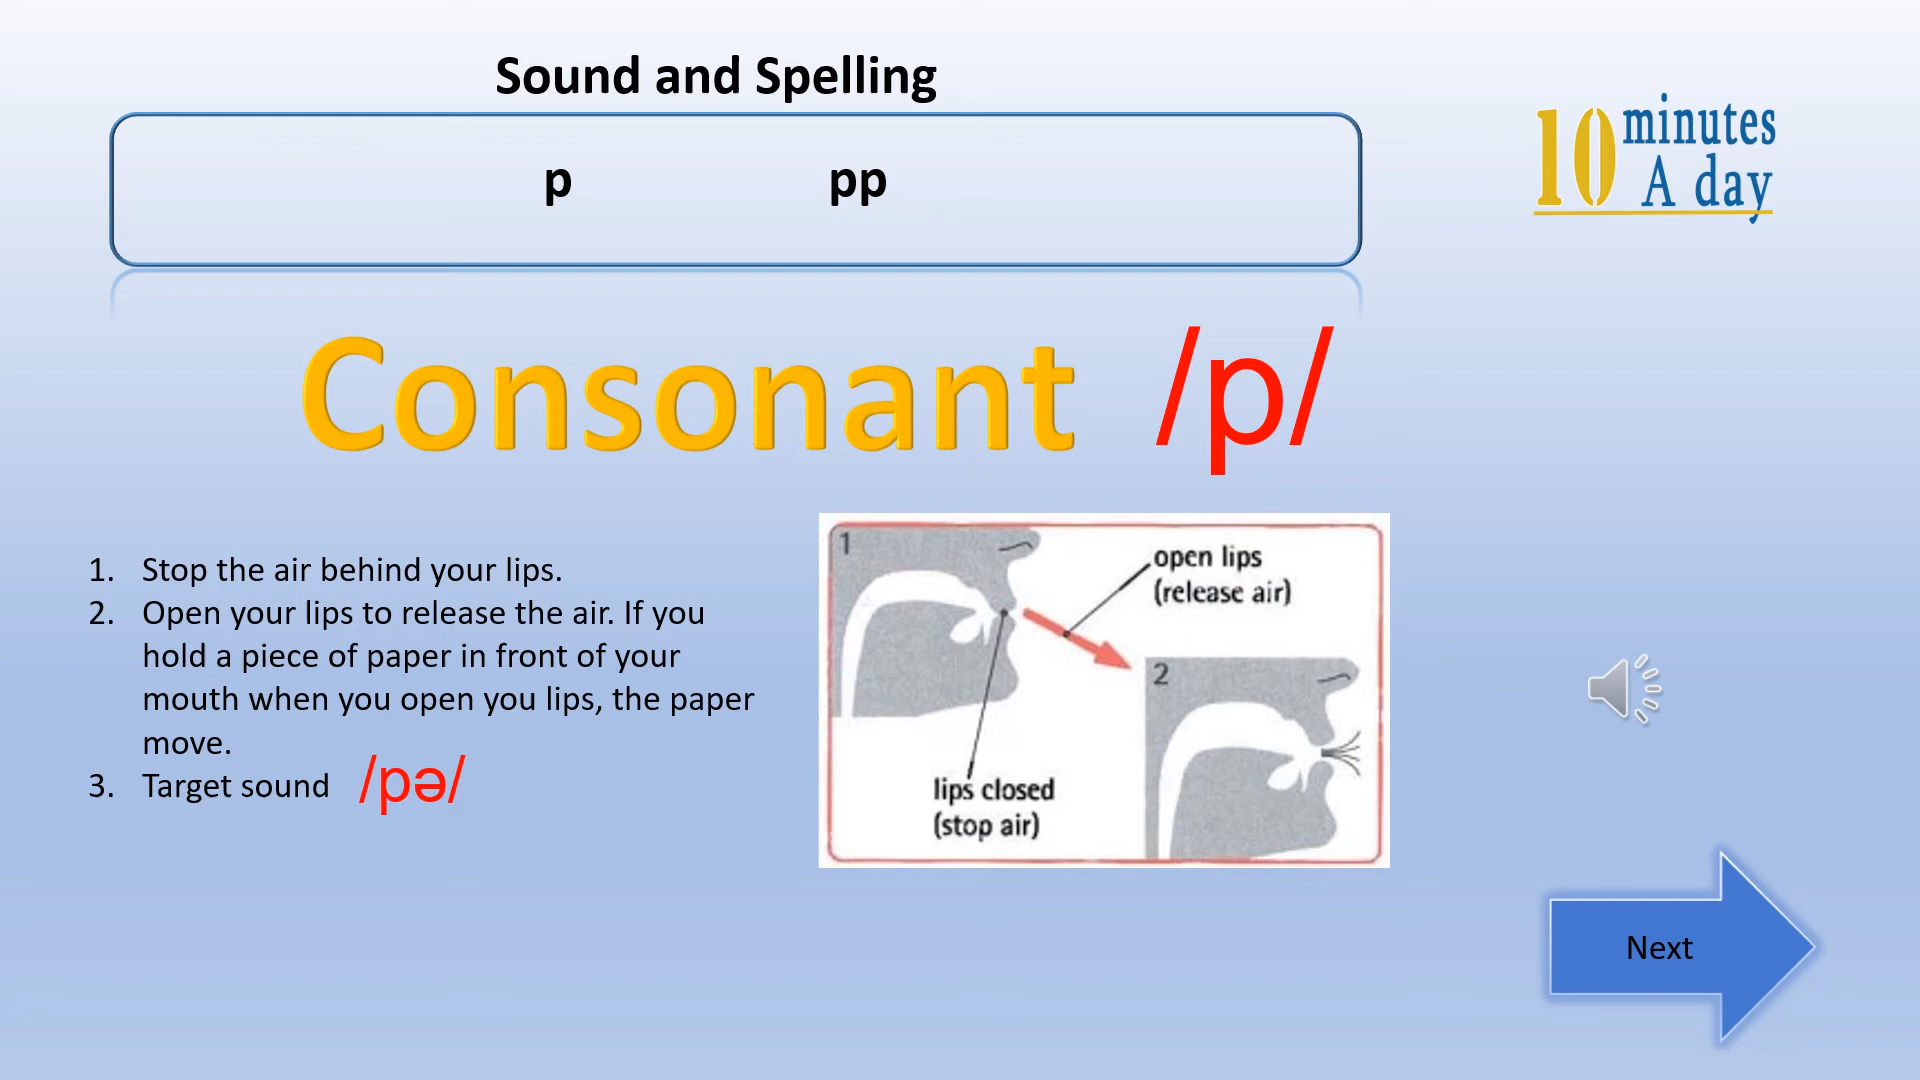 Sound and Spelling
p pp
10 minutes
A day
Consonant /p/
1. Stop the air behind your lips.
2. Open your lips to release the air. If you
hold a piece of paper in front of your
mouth when you open you lips, the paper
move.
3. Target sound /pə/
1
open lips
(release air)
2
lips closed
(stop air)
Next